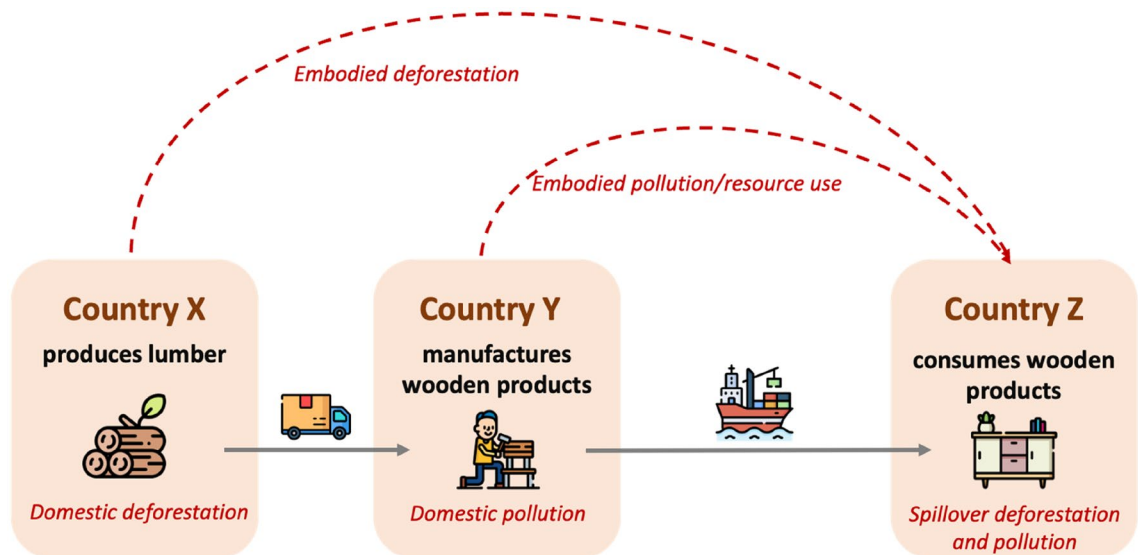 Embodied deforestation
Embodied pollution/resource use
Country X
produces lumber
Domestic deforestation
Country Y
manufactures
wooden products
Domestic pollution
Country Z
consumes wooden
products
Spillover deforestation
and pollution